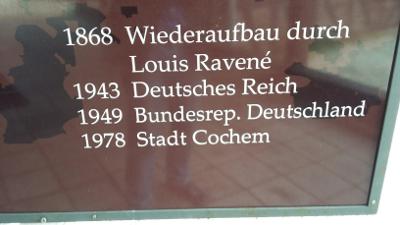 1868 Wiederaufbau durch
Louis Ravené
1943 Deutsches Reich
1949 Bundesrep. Deutschland
1978 Stadt Cochem